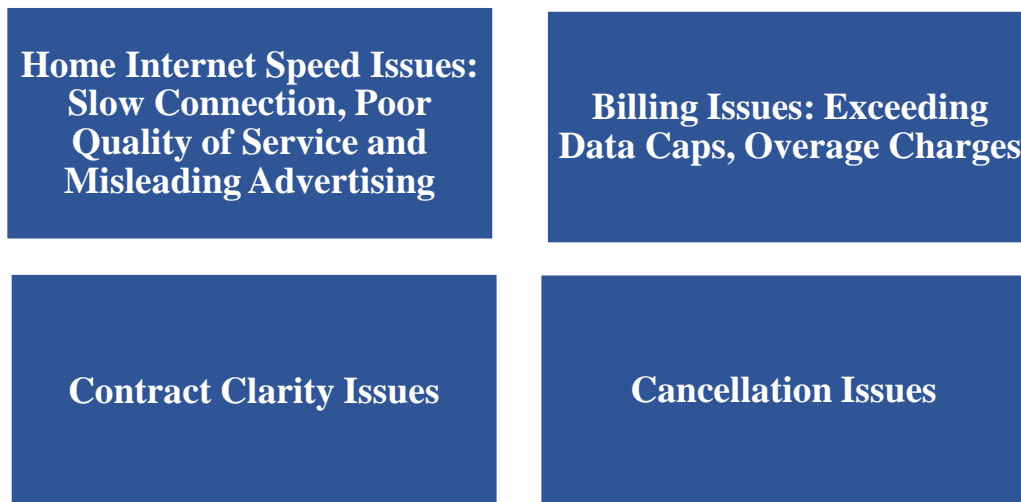 Home Internet Speed Issues:
Slow Connection, Poor
Quality of Service and
Misleading Advertising
Billing Issues: Exceeding
Data Caps, Overage Charges
Contract Clarity Issues
Cancellation Issues